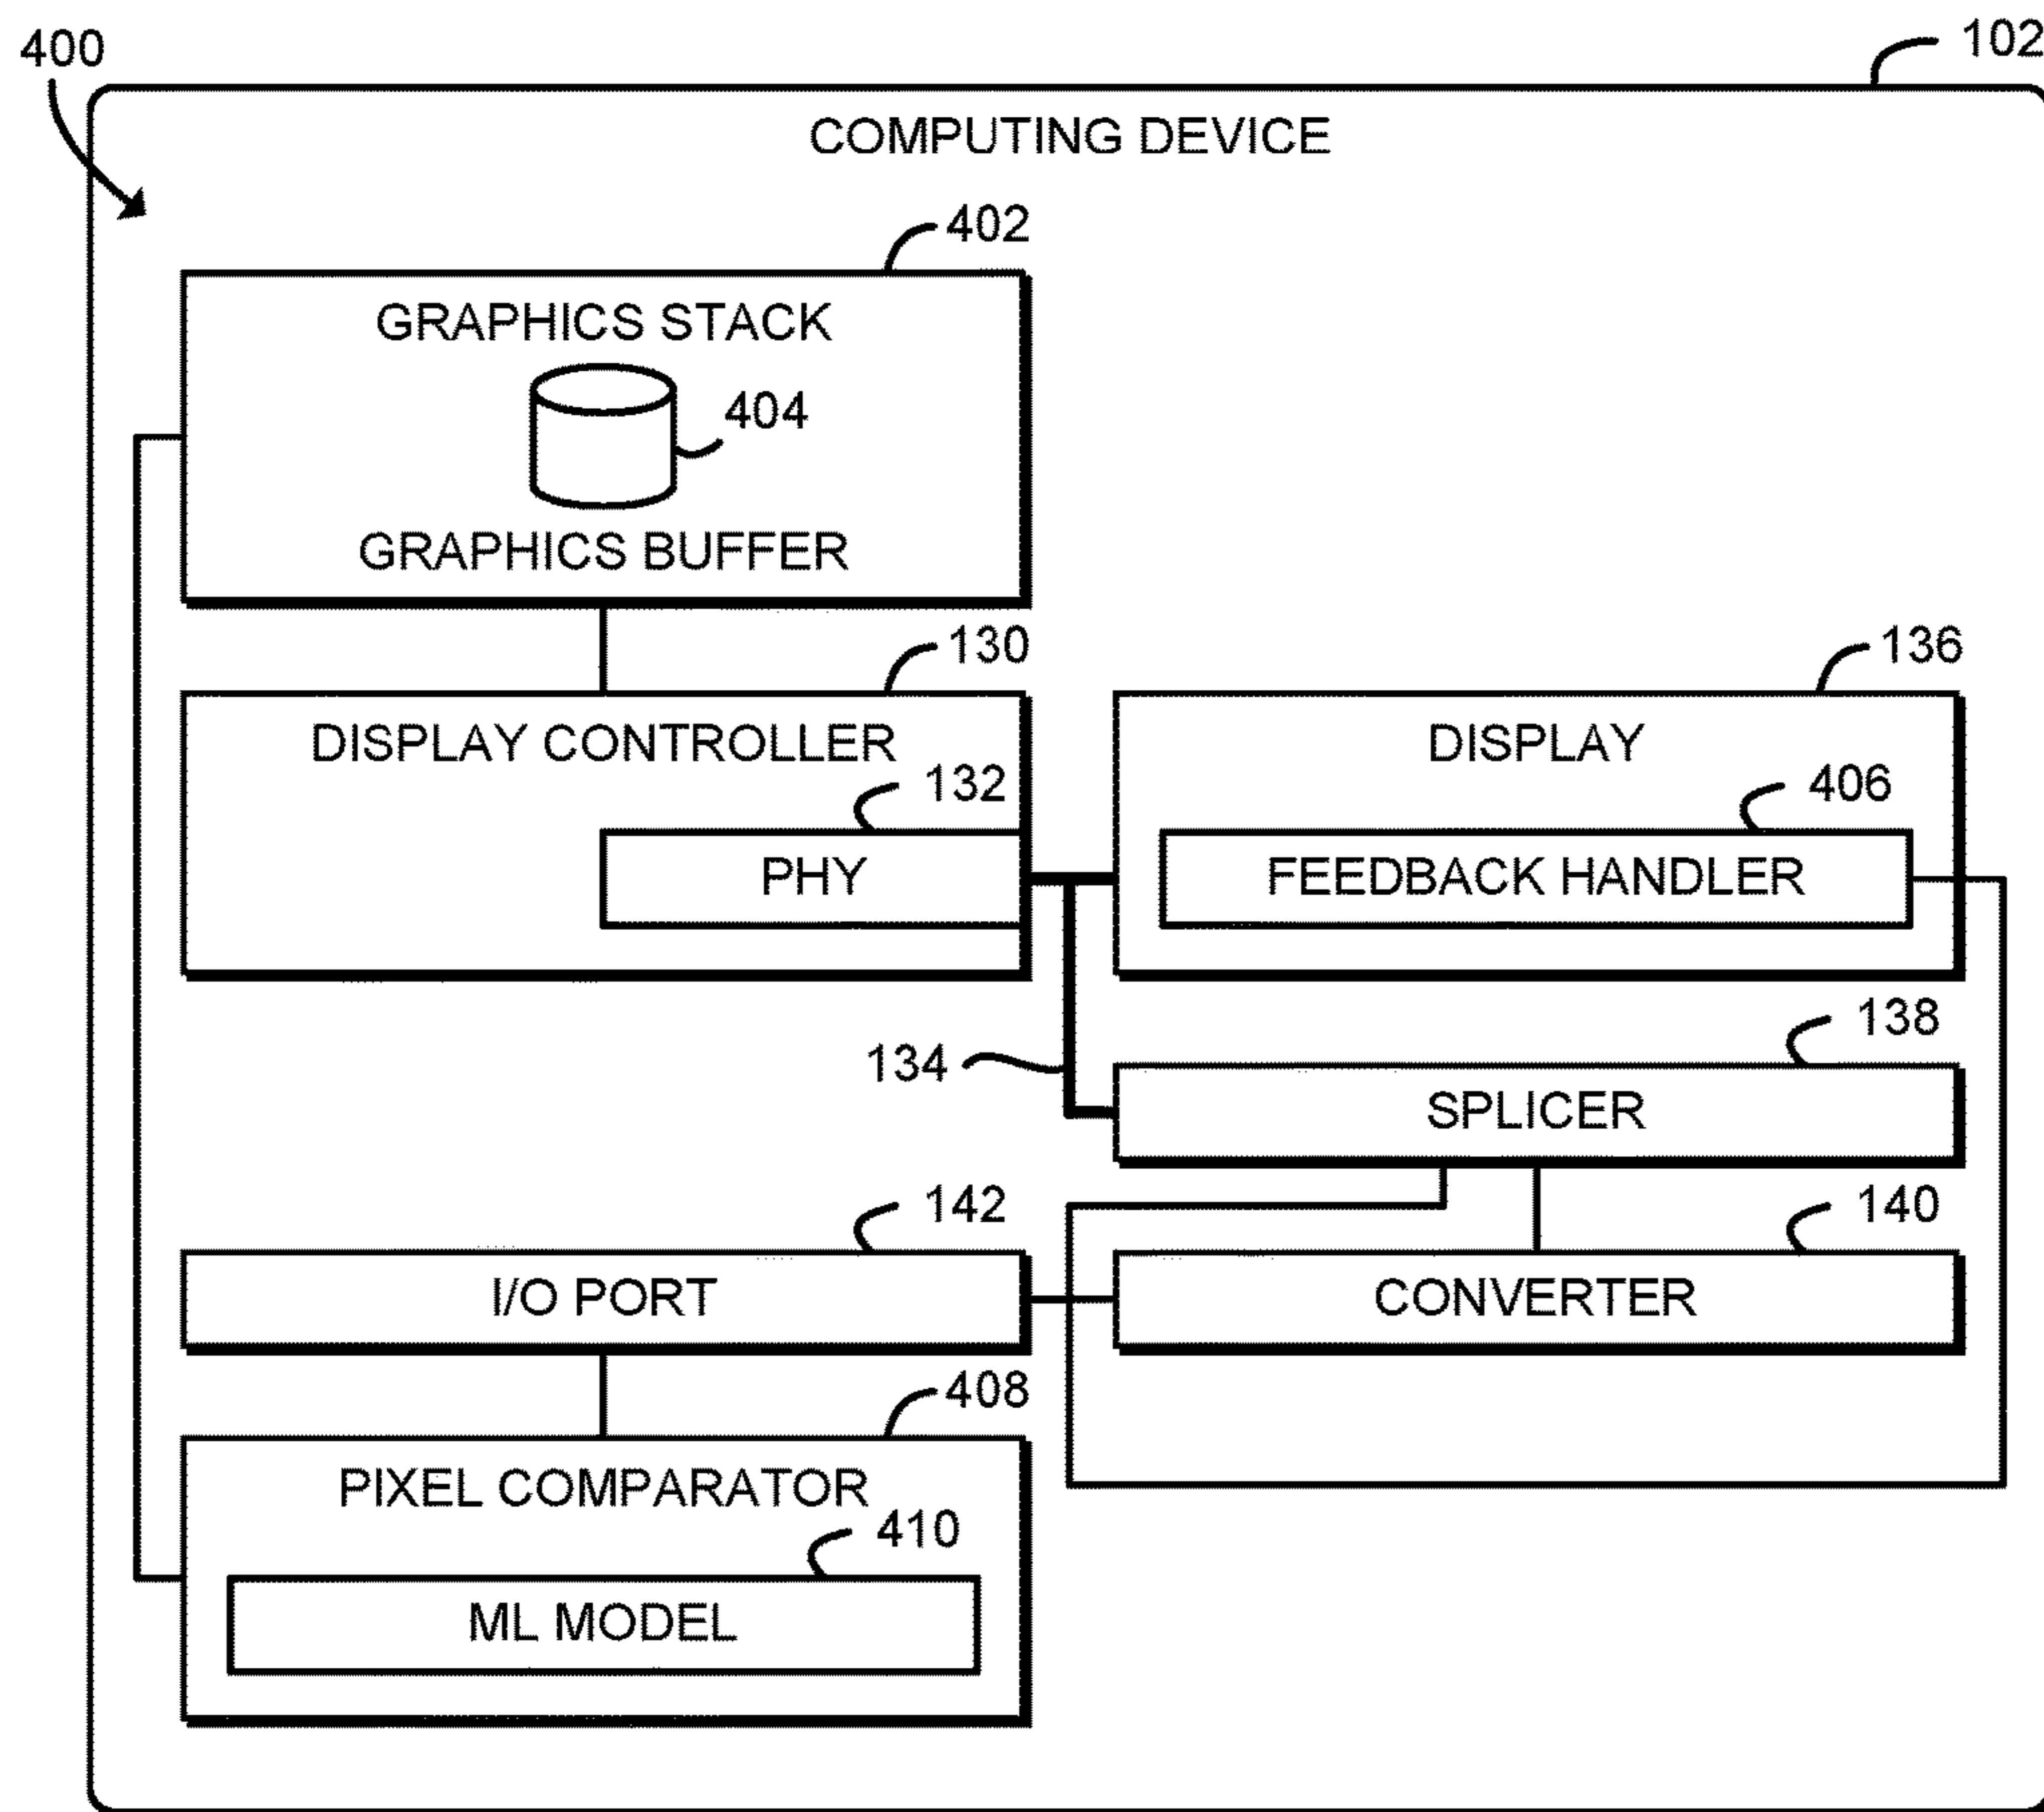 400
102
COMPUTING DEVICE
402
GRAPHICS STACK
404
GRAPHICS BUFFER
130
136
DISPLAY CONTROLLER
DISPLAY
132
406
PHY
FEEDBACK HANDLER
138
134
SPLICER
142
140
I/O PORT
CONVERTER
408
PIXEL COMPARATOR
410
ML MODEL